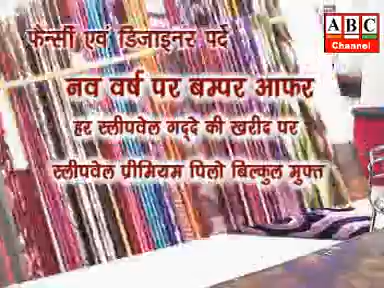 ABC
Channel
फैन्सी एवं डिजाइनर पर्दे
नव वर्ष पर बम्पर आफर
हर स्लीपवेल गद्दे की खरीद पर
स्लीपवेल प्रीमियम पिलो बिल्कुल मुफ्त